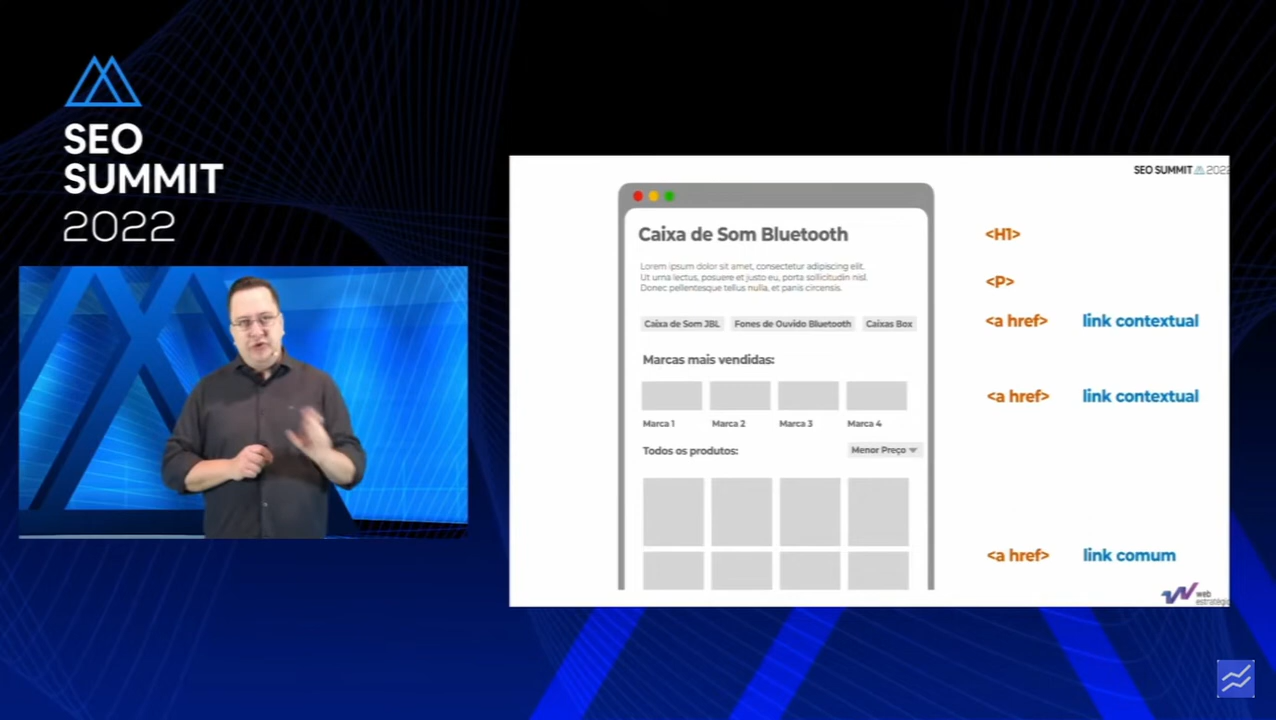 SEO
SUMMIT
2022
SEO SUMMIT 2022
Caixa de Som Bluetooth
<H1>
Lorem ipsum dolor sit amet, consectetur adipiscing elit.
Ut urna lectus, posuere et justo eu, porta sollicitudin nisl.
Donec pellentesque tellus nulla, et panis circensis.
<P>
Caixa de Som JBL Fones de Ouvido Bluetooth Caixas Box
<a href> link contextual
Marcas mais vendidas:
<a href> link contextual
Marca 1 Marca 2 Marca 3 Marca 4
Todos os produtos: Menor Preço
<a href> link comum
web